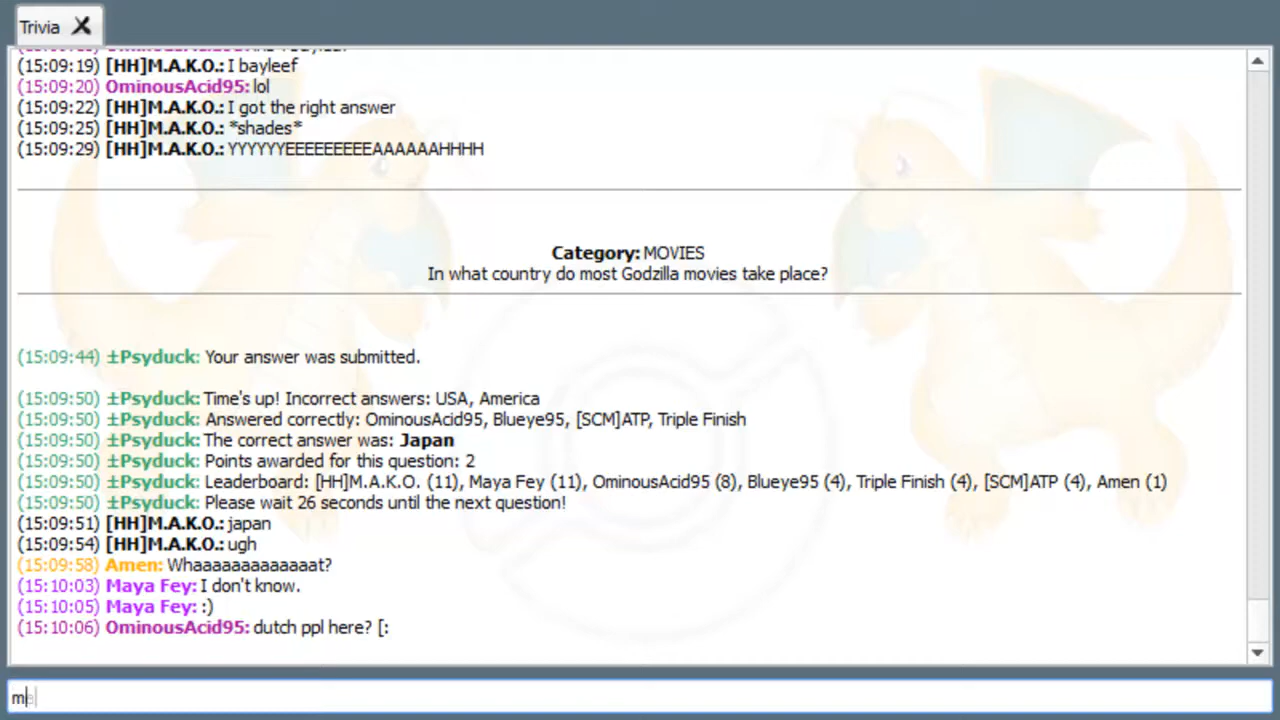 Trivia
(15:09:19) [HH]M.A.K.O.: I bayleef
(15:09:20) OminousAcid95: lol
(15:09:22) [HH]M.A.K.O.: I got the right answer
(15:09:25) [HH]M.A.K.O.: *shades*
(15:09:29) [HH]M.A.K.O.: YYYYYYEEEEEEEEEAAAAAAHHHH
Category: MOVIES
In what country do most Godzilla movies take place?
(15:09:44) ±Psyduck: Your answer was submitted.
(15:09:50) ±Psyduck: Time's up! Incorrect answers: USA, America
(15:09:50) ±Psyduck: Answered correctly: OminousAcid95, Blueye95, [SCM]ATP, Triple Finish
(15:09:50) ±Psyduck: The correct answer was: Japan
(15:09:50) ±Psyduck: Points awarded for this question: 2
(15:09:50) ±Psyduck: Leaderboard: [HH]M.A.K.O. (11), Maya Fey (11), OminousAcid95 (8), Blueye95 (4), Triple Finish (4), [SCM]ATP (4), Amen (1)
(15:09:50) ±Psyduck: Please wait 26 seconds until the next question!
(15:09:51) [HH]M.A.K.O.: japan
(15:09:54) [HH]M.A.K.O.: ugh
(15:09:58) Amen: Whaaaaaaaaaaaat?
(15:10:03) Maya Fey: I don't know.
(15:10:05) Maya Fey: :)
(15:10:06) OminousAcid95: dutch ppl here? [: